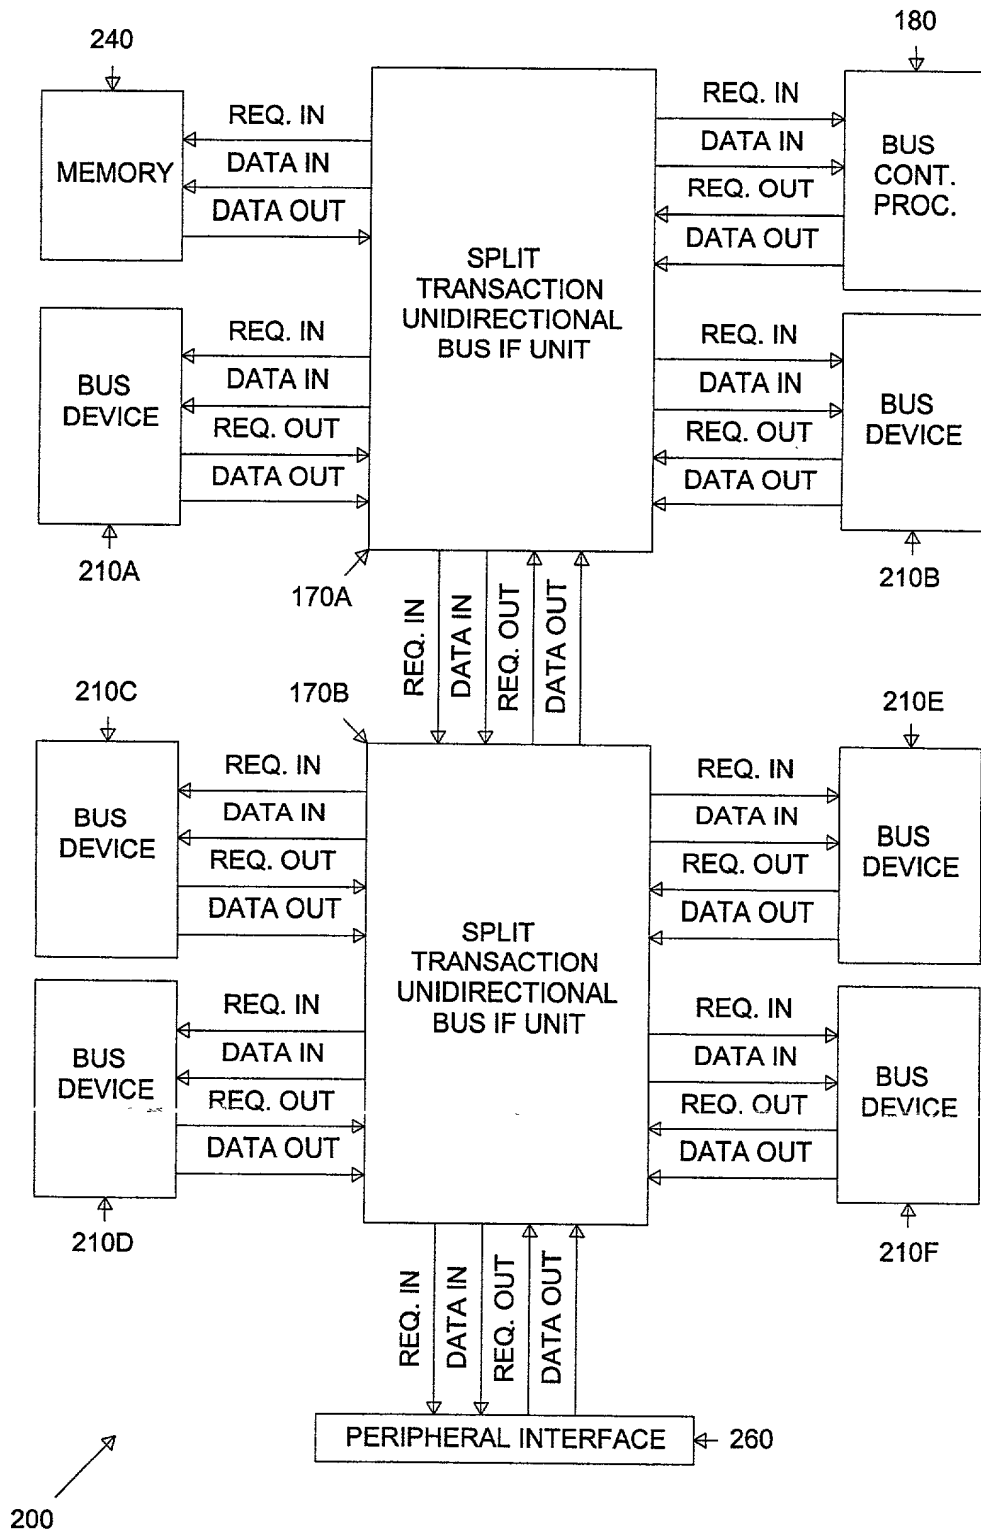 240
180
MEMORY
REQ. IN
DATA IN
DATA OUT
SPLIT
TRANSACTION
UNIDIRECTIONAL
BUS IF UNIT
REQ. IN
DATA IN
REQ. OUT
DATA OUT
BUS
CONT.
PROC.
BUS
DEVICE
REQ. IN
DATA IN
REQ. OUT
DATA OUT
REQ. IN
DATA IN
REQ. OUT
DATA OUT
BUS
DEVICE
210A
170A
210B
REQ. IN
DATA IN
REQ. OUT
DATA OUT
210C
170B
210E
BUS
DEVICE
REQ. IN
DATA IN
REQ. OUT
DATA OUT
SPLIT
TRANSACTION
UNIDIRECTIONAL
BUS IF UNIT
REQ. IN
DATA IN
REQ. OUT
DATA OUT
BUS
DEVICE
BUS
DEVICE
REQ. IN
DATA IN
REQ. OUT
DATA OUT
REQ. IN
DATA IN
REQ. OUT
DATA OUT
BUS
DEVICE
210D
210F
REQ. IN
DATA IN
REQ. OUT
DATA OUT
PERIPHERAL INTERFACE
260
200